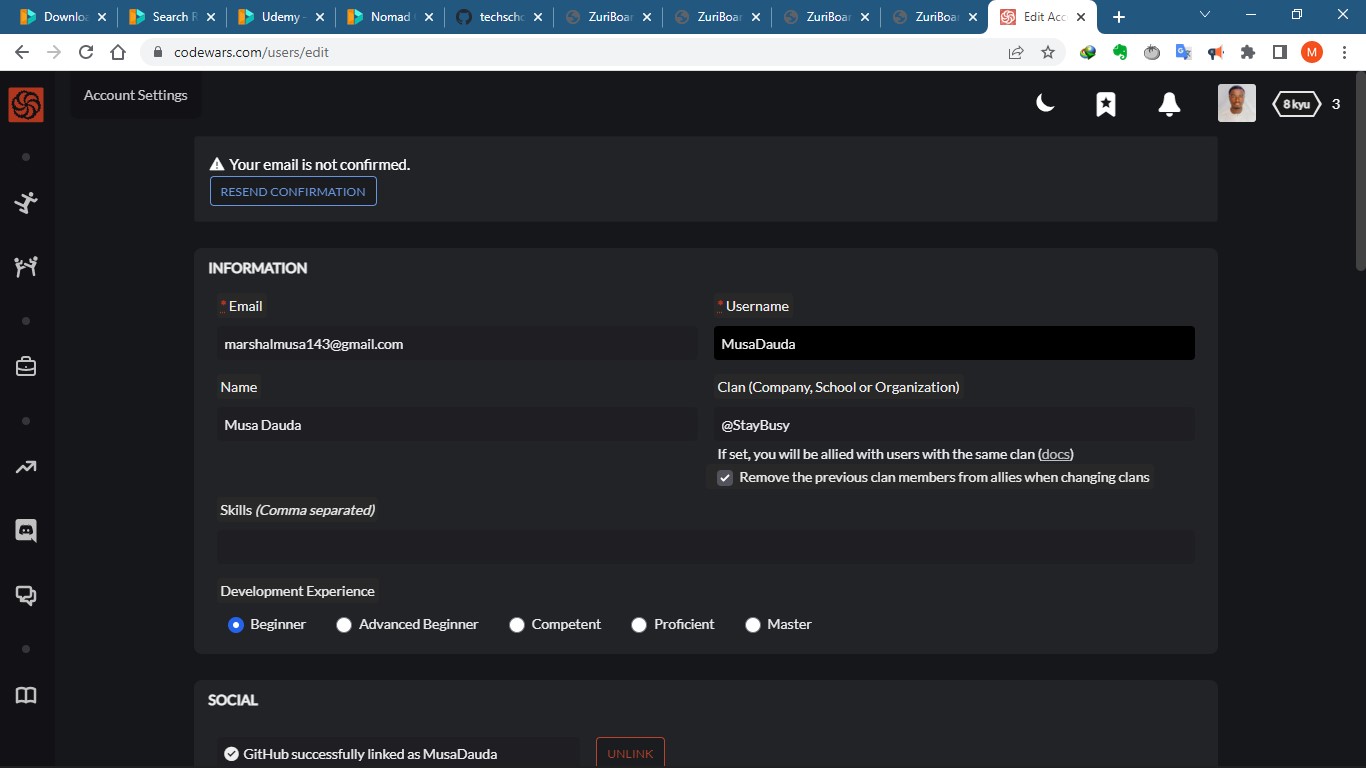 Downloa
Search R
Udemy -
Nomad
techscho
ZuriBoar
ZuriBoar
ZuriBoar
ZuriBoar
Edit Acc
codewars.com/users/edit
M
Account Settings
8 kyu
3
Your email is not confirmed.
RESEND CONFIRMATION
INFORMATION
* Email
* Username
marshalmusa143@gmail.com
MusaDauda
Name
Clan (Company, School or Organization)
Musa Dauda
@StayBusy
If set, you will be allied with users with the same clan (docs)
Remove the previous clan members from allies when changing clans
Skills (Comma separated)
Development Experience
Beginner
Advanced Beginner
Competent
Proficient
Master
SOCIAL
GitHub successfully linked as MusaDauda
UNLINK